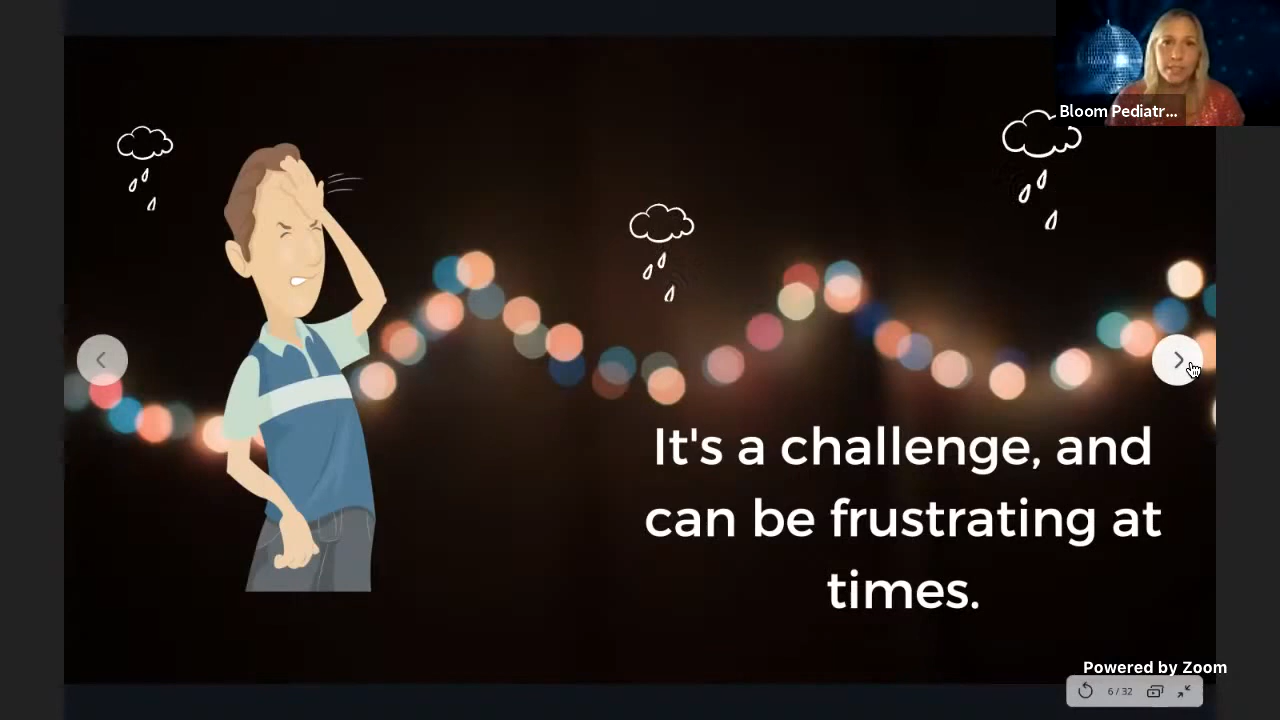 Bloom Pediatr...
It's a challenge, and
can be frustrating at
times.
Powered by Zoom
6 / 32